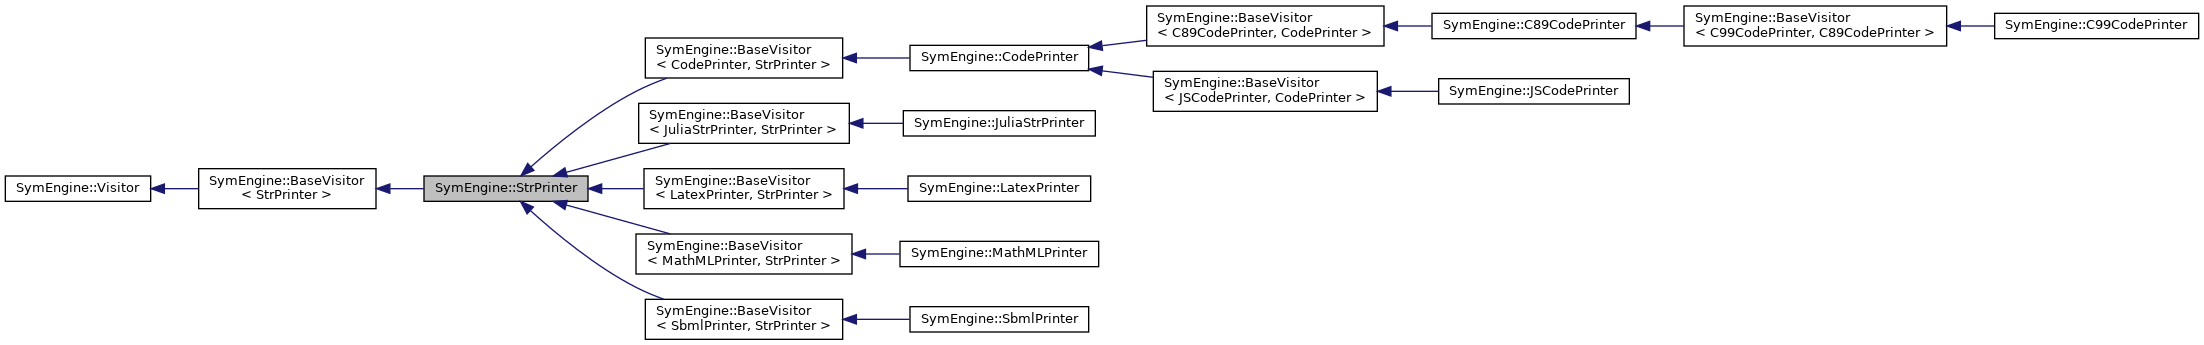 SymEngine::Visitor
SymEngine::BaseVisitor
< StrPrinter >
SymEngine::StrPrinter
SymEngine::BaseVisitor
< CodePrinter, StrPrinter >
SymEngine::CodePrinter
SymEngine::BaseVisitor
< C89CodePrinter, CodePrinter >
SymEngine::C89CodePrinter
SymEngine::BaseVisitor
< C99CodePrinter, C89CodePrinter >
SymEngine::C99CodePrinter
SymEngine::BaseVisitor
< JSCodePrinter, CodePrinter >
SymEngine::JSCodePrinter
SymEngine::BaseVisitor
< JuliaStrPrinter, StrPrinter >
SymEngine::JuliaStrPrinter
SymEngine::BaseVisitor
< LatexPrinter, StrPrinter >
SymEngine::LatexPrinter
SymEngine::BaseVisitor
< MathMLPrinter, StrPrinter >
SymEngine::MathMLPrinter
SymEngine::BaseVisitor
< SbmlPrinter, StrPrinter >
SymEngine::SbmlPrinter